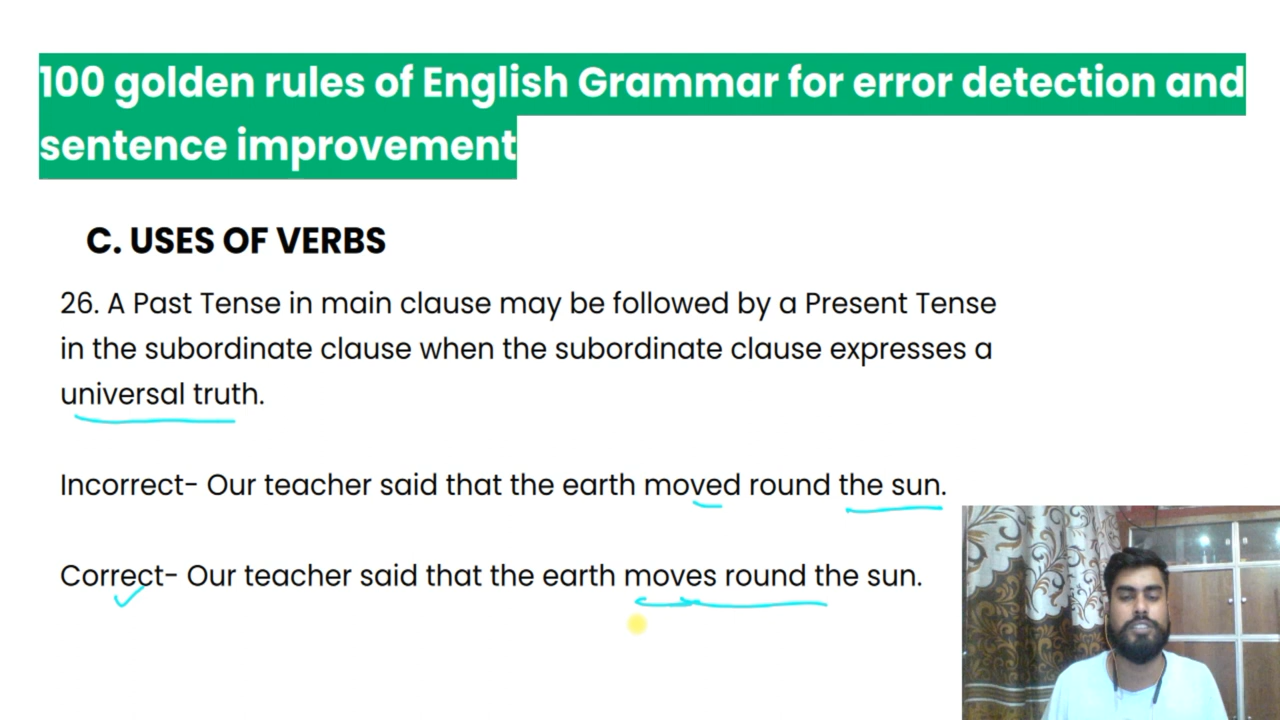 100 golden rules of English Grammar for error detection and
sentence improvement
C. USES OF VERBS
26. A Past Tense in main clause may be followed by a Present Tense
in the subordinate clause when the subordinate clause expresses a
universal truth.
Incorrect- Our teacher said that the earth moved round the sun.
Correct- Our teacher said that the earth moves round the sun.